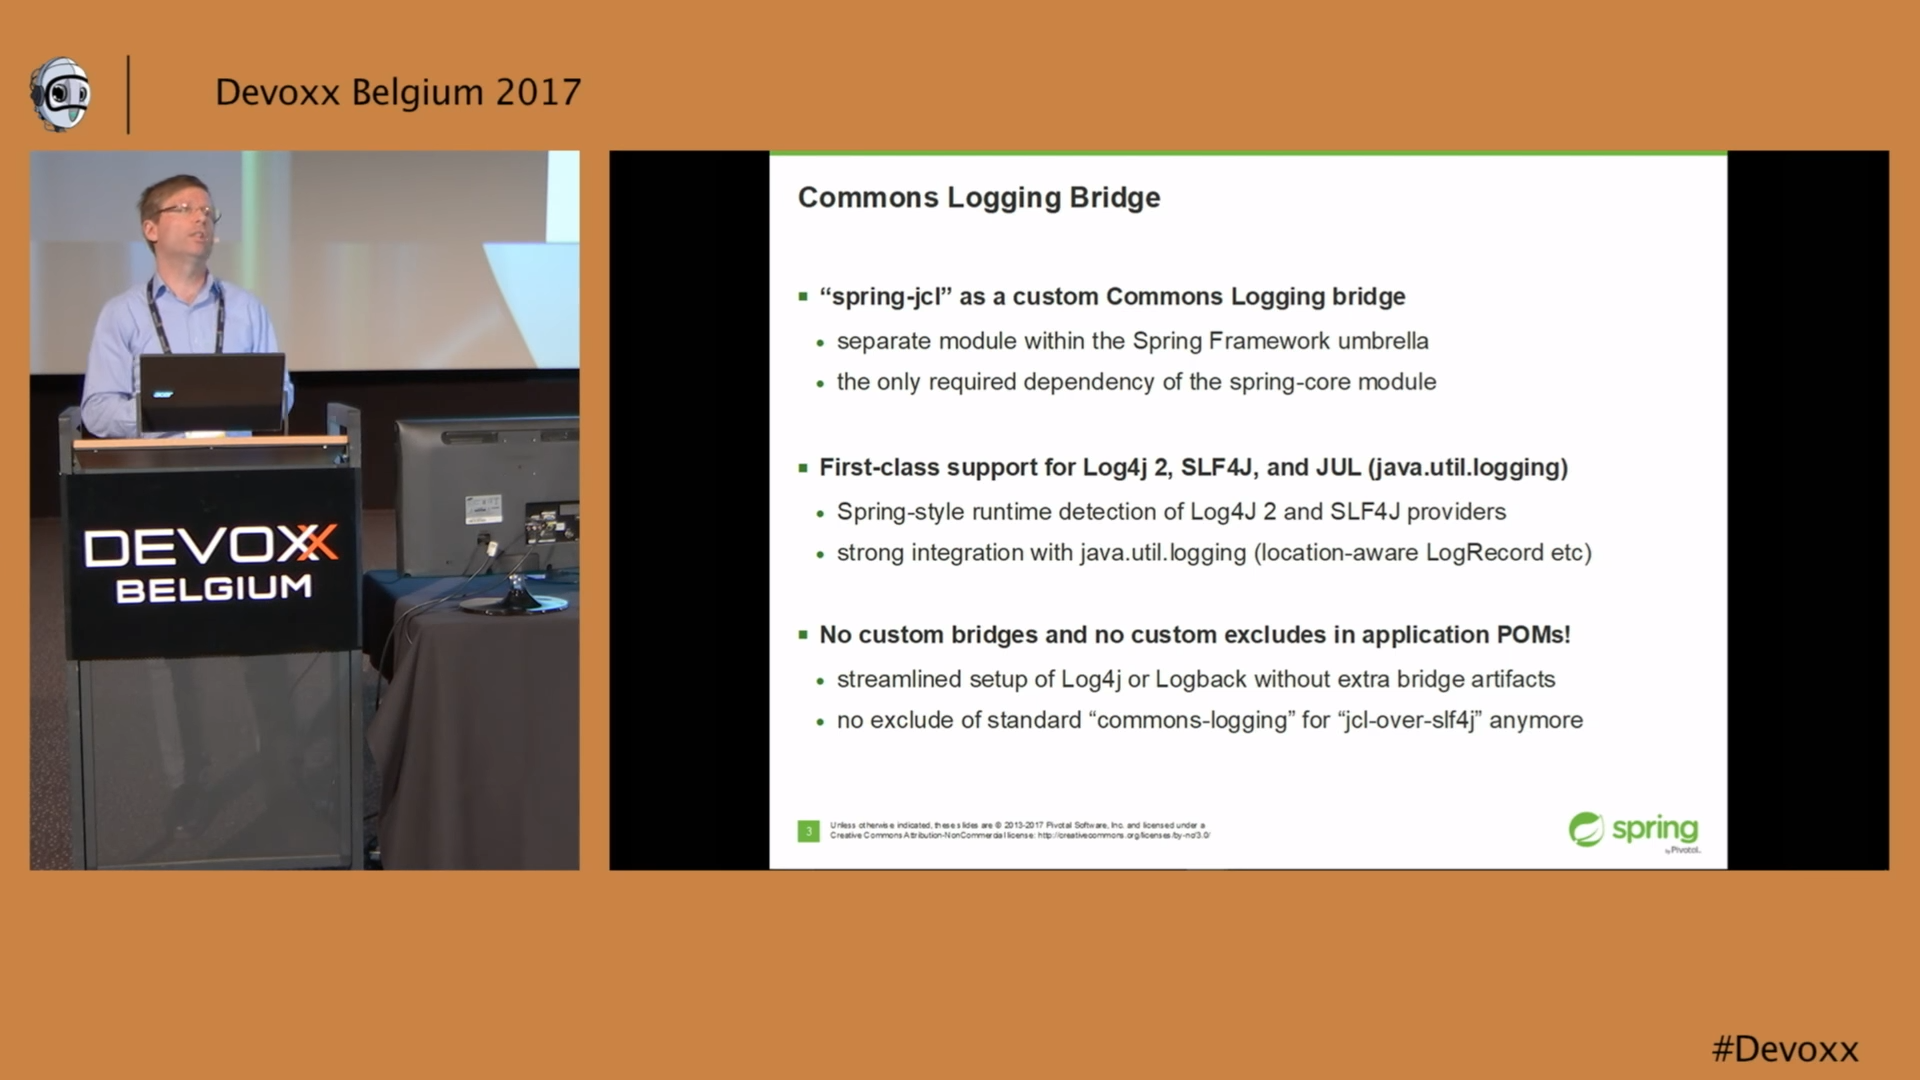 Devoxx Belgium 2017
acer
DEVOXX
BELGIUM
Commons Logging Bridge
“spring-jcl” as a custom Commons Logging bridge
separate module within the Spring Framework umbrella
the only required dependency of the spring-core module
First-class support for Log4j 2, SLF4J, and JUL (java.util.logging)
Spring-style runtime detection of Log4J 2 and SLF4J providers
strong integration with java.util.logging (location-aware LogRecord etc)
No custom bridges and no custom excludes in application POMs!
streamlined setup of Log4j or Logback without extra bridge artifacts
no exclude of standard “commons-logging” for “jcl-over-slf4j” anymore
3
Unless otherwise indicated, these slides are © 2013-2017 Pivotal Software, Inc. and licensed under a
Creative Commons Attribution-NonCommercial license: http://creativecommons.org/licenses/by-nc/3.0/
spring
by Pivotal.
#Devoxx